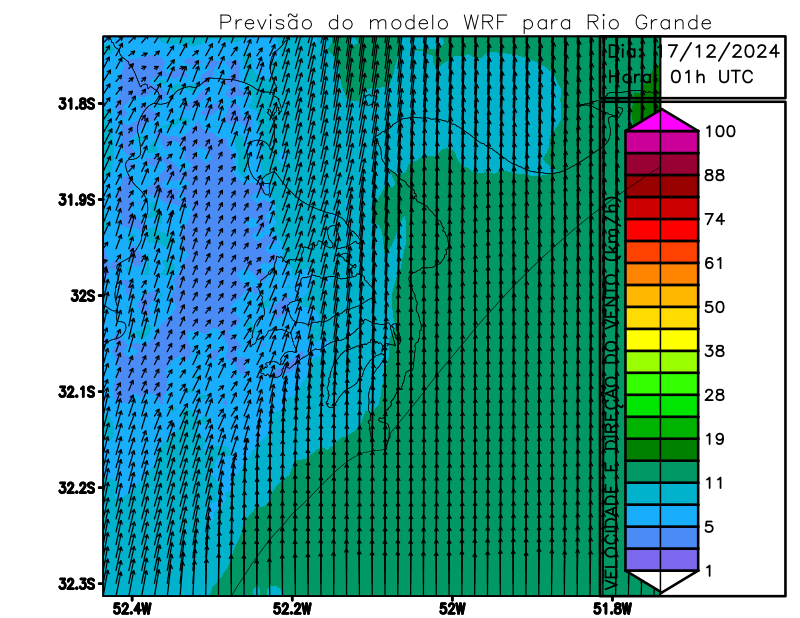 Previsão do modelo WRF para Rio Grande
Dia: 17/12/2024
Hora: 01h UTC
31.8S
31.9S
32S
32.1S
32.2S
32.3S
52.4W
52.2W
52W
51.8W
VELOCIDADE E DIREÇÃO DO VENTO (km/h)
100
88
74
61
50
38
28
19
11
5
1